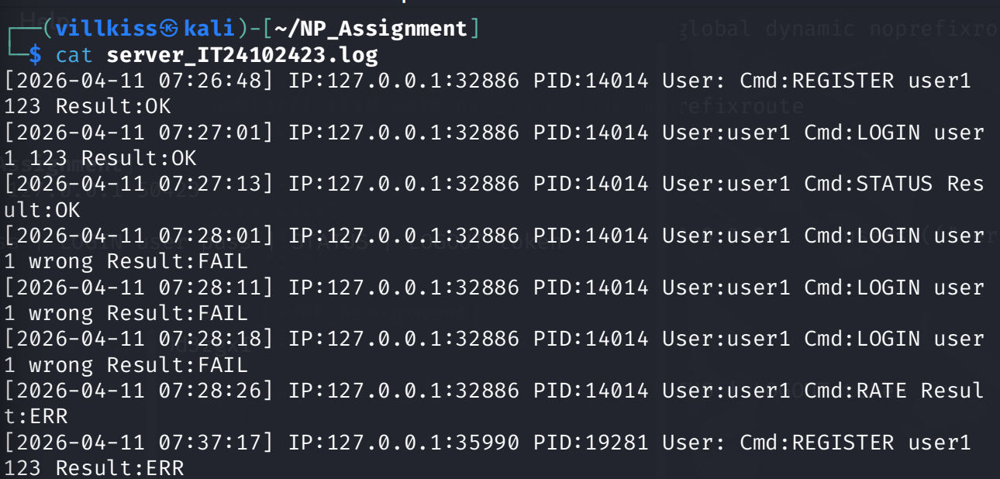 ┌──(villkiss㉿kali)-[~/NP_Assignment]
└─$ cat server_IT24102423.log
[2026-04-11 07:26:48] IP:127.0.0.1:32886 PID:14014 User: Cmd:REGISTER user1
123 Result:OK
[2026-04-11 07:27:01] IP:127.0.0.1:32886 PID:14014 User:user1 Cmd:LOGIN user
1 123 Result:OK
[2026-04-11 07:27:13] IP:127.0.0.1:32886 PID:14014 User:user1 Cmd:STATUS Res
ult:OK
[2026-04-11 07:28:01] IP:127.0.0.1:32886 PID:14014 User:user1 Cmd:LOGIN user
1 wrong Result:FAIL
[2026-04-11 07:28:11] IP:127.0.0.1:32886 PID:14014 User:user1 Cmd:LOGIN user
1 wrong Result:FAIL
[2026-04-11 07:28:18] IP:127.0.0.1:32886 PID:14014 User:user1 Cmd:LOGIN user
1 wrong Result:FAIL
[2026-04-11 07:28:26] IP:127.0.0.1:32886 PID:14014 User:user1 Cmd:RATE Resul
t:ERR
[2026-04-11 07:37:17] IP:127.0.0.1:35990 PID:19281 User: Cmd:REGISTER user1
123 Result:ERR